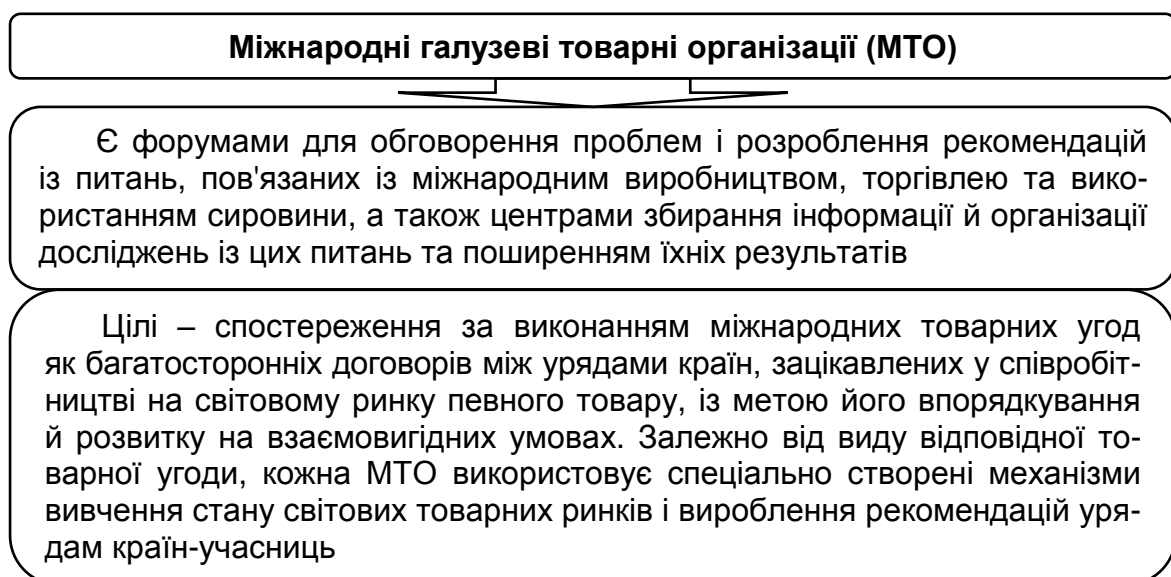 Міжнародні галузеві товарні організації (МТО)
Є форумами для обговорення проблем і розроблення рекомендацій
із питань, пов'язаних із міжнародним виробництвом, торгівлею та вико-
ристанням сировини, а також центрами збирання інформації й організації
досліджень із цих питань та поширенням їхніх результатів
Цілі – спостереження за виконанням міжнародних товарних угод
як багатосторонніх договорів між урядами країн, зацікавлених у співробіт-
ництві на світовому ринку певного товару, із метою його впорядкування
й розвитку на взаємовигідних умовах. Залежно від виду відповідної то-
варної угоди, кожна МТО використовує спеціально створені механізми
вивчення стану світових товарних ринків і вироблення рекомендацій уря-
дам країн-учасниць